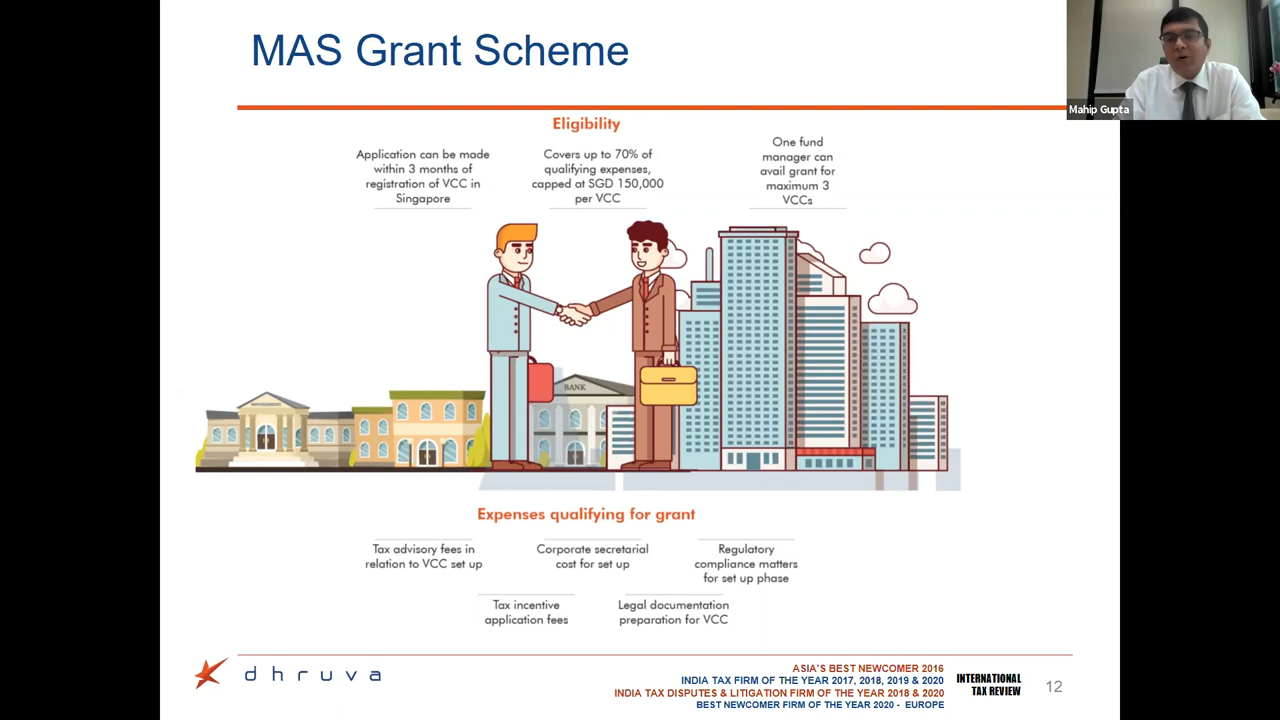 MAS Grant Scheme
Mahip Gupta
Eligibility
Application can be made
within 3 months of
registration of VCC in
Singapore
Covers up to 70% of
qualifying expenses,
capped at SGD 150,000
per VCC
One fund
manager can
avail grant for
maximum 3
VCCs
BANK
Expenses qualifying for grant
Tax advisory fees in
relation to VCC set up
Corporate secretarial
cost for set up
Regulatory
compliance matters
for set up phase
Tax incentive
application fees
Legal documentation
preparation for VCC
dhruva
ASIA'S BEST NEWCOMER 2016
INDIA TAX FIRM OF THE YEAR 2017, 2018, 2019 & 2020
INDIA TAX DISPUTES & LITIGATION FIRM OF THE YEAR 2018 & 2020
BEST NEWCOMER FIRM OF THE YEAR 2020 - EUROPE
INTERNATIONAL
TAX REVIEW
12